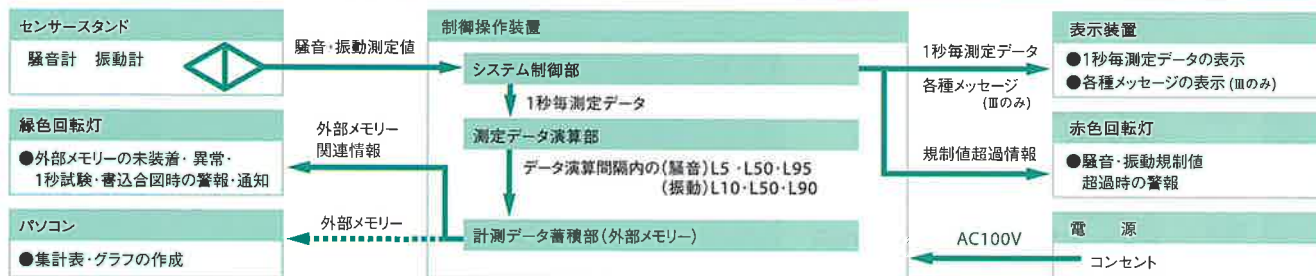 センサースタンド
騒音計 振動計
騒音・振動測定値
緑色回転灯
●外部メモリーの未装着・異常・
1秒試験・書込合図時の警報・通知
外部メモリー
関連情報
パソコン
●集計表・グラフの作成
外部メモリー
制御操作装置
システム制御部
1秒毎測定データ
測定データ演算部
データ演算間隔内の(騒音)L5・L50・L95
(振動)L10・L50・L90
計測データ蓄積部(外部メモリー)
1秒毎測定データ
各種メッセージ
(Ⅲのみ)
規制値超過情報
AC100V
表示装置
●1秒毎測定データの表示
●各種メッセージの表示(Ⅲのみ)
赤色回転灯
●騒音・振動規制値
超過時の警報
電 源
コンセント